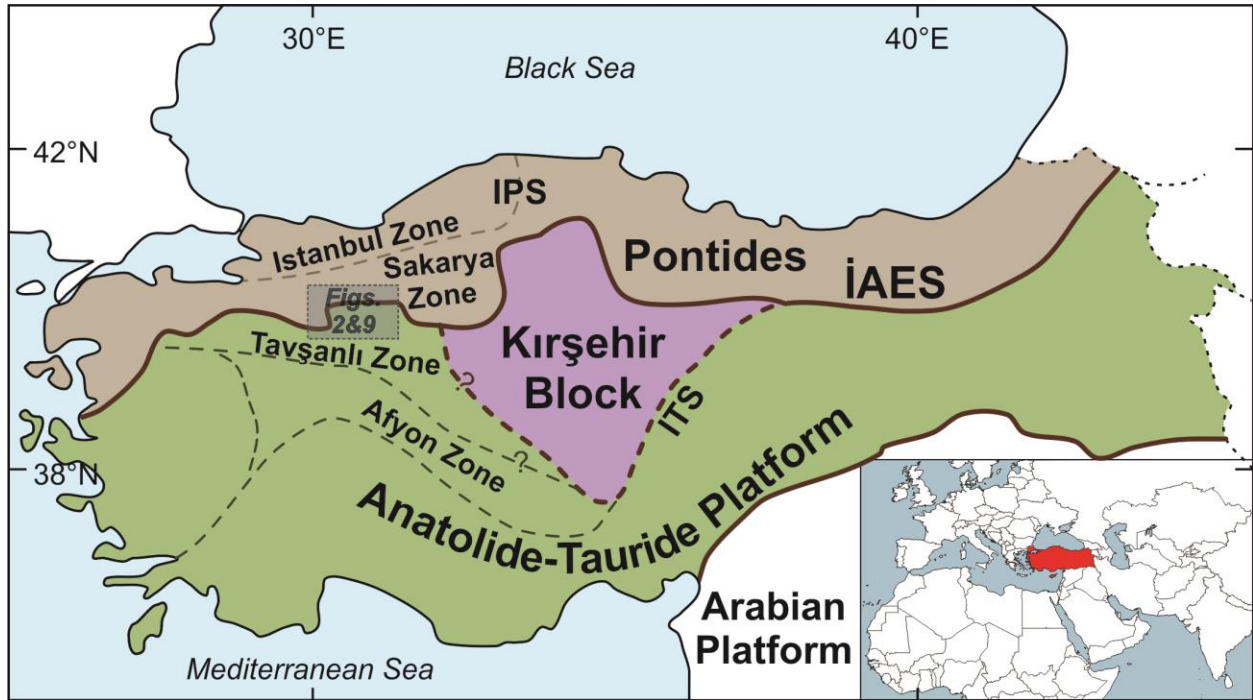 30°E
40°E
Black Sea
42°N
IPS
Istanbul Zone
Sakarya
Zone
Pontides
İAES
Figs.
2&9
Tavşanlı Zone
?
Kırşehir
Block
ITS
Afyon Zone
?
38°N
Anatolide-Tauride Platform
Arabian
Platform
Mediterranean Sea